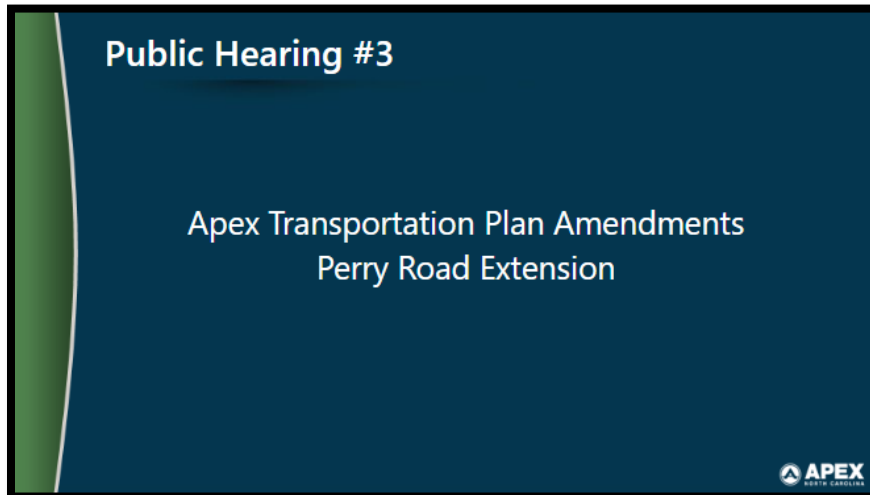 Public Hearing #3
Apex Transportation Plan Amendments
Perry Road Extension
APEX
NORTH CAROLINA